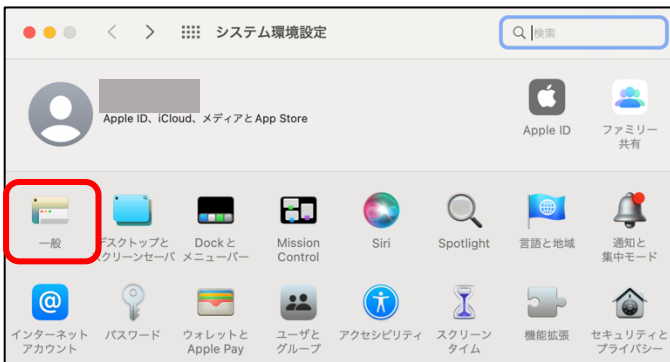 システム環境設定
検索
Apple ID、iCloud、メディアとApp Store
Apple ID
ファミリー
共有
一般
デスクトップと
スクリーンセーバ
Dockと
メニューバー
Mission
Control
Siri
Spotlight
言語と地域
通知と
集中モード
インターネット
アカウント
パスワード
ウォレットと
Apple Pay
ユーザと
グループ
アクセシビリティ
スクリーン
タイム
機能拡張
セキュリティと
プライバシー